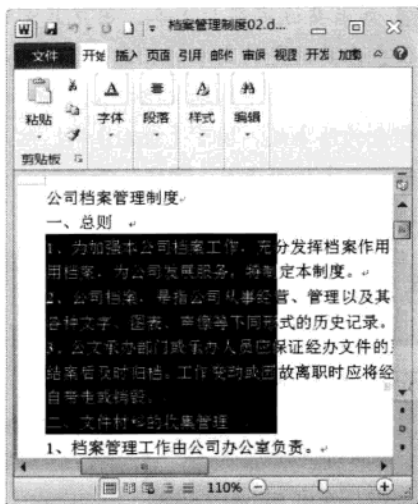 档案管理制度02.d...
文件 开始 插入 页面 引用 邮件 审阅 视图 开发 加载
粘贴 字体 段落 样式 编辑
剪贴板
公司档案管理制度
一、总则
1、为加强本公司档案工作,充分发挥档案作用
用档案,为公司发展服务,特制定本制度。
2、公司档案,是指公司从事经营、管理以及其
各种文字、图表、声像等不同形式的历史记录。
3、公文承办部门或承办人员应保证经办文件的
结案后及时归档。工作变动或因故离职时应将经
自带走或销毁。
二、文件材料的收集管理
1、档案管理工作由公司办公室负责。
110%